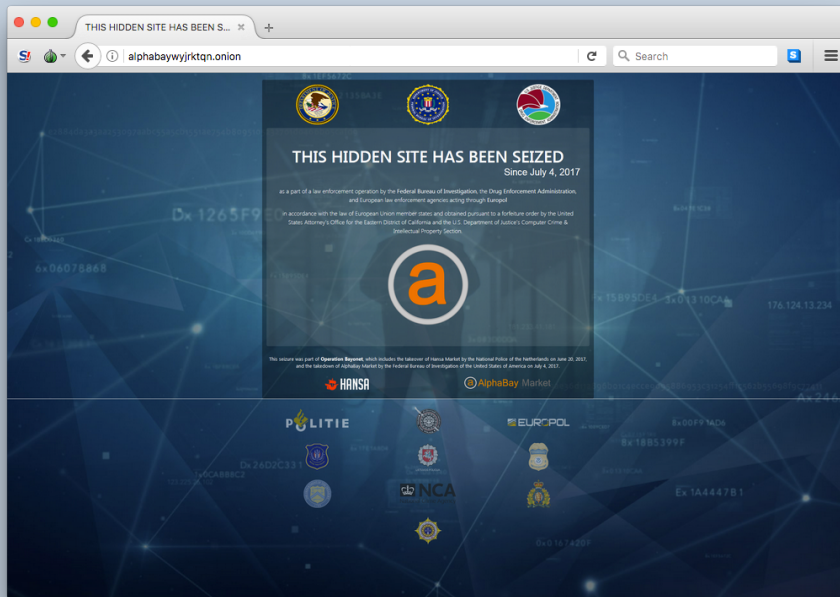 THIS HIDDEN SITE HAS BEEN S...
alphabaywyjrktqn.onion
Search
THIS HIDDEN SITE HAS BEEN SEIZED
Since July 4, 2017
as a part of a law enforcement operation by the Federal Bureau of Investigation, the Drug Enforcement Administration,
and European law enforcement agencies acting through Europol
in accordance with the law of European Union member states and obtained pursuant to a forfeiture order by the United
States Attorney's Office for the Eastern District of California and the U.S. Department of Justice's Computer Crime &
Intellectual Property Section.
a
This seizure was part of Operation Bayonet, which includes the takeover of Hansa Market by the National Police of the Netherlands on June 20, 2017,
and the takedown of AlphaBay Market by the Federal Bureau of Investigation of the United States of America on July 4, 2017.
HANSA
a AlphaBay Market
POLITIE
EUROPOL
NCA
6x06078868
176.124.13.234
0x00F91AD6
8x18B5399F
Ex 1A4447B1
0x0167420F